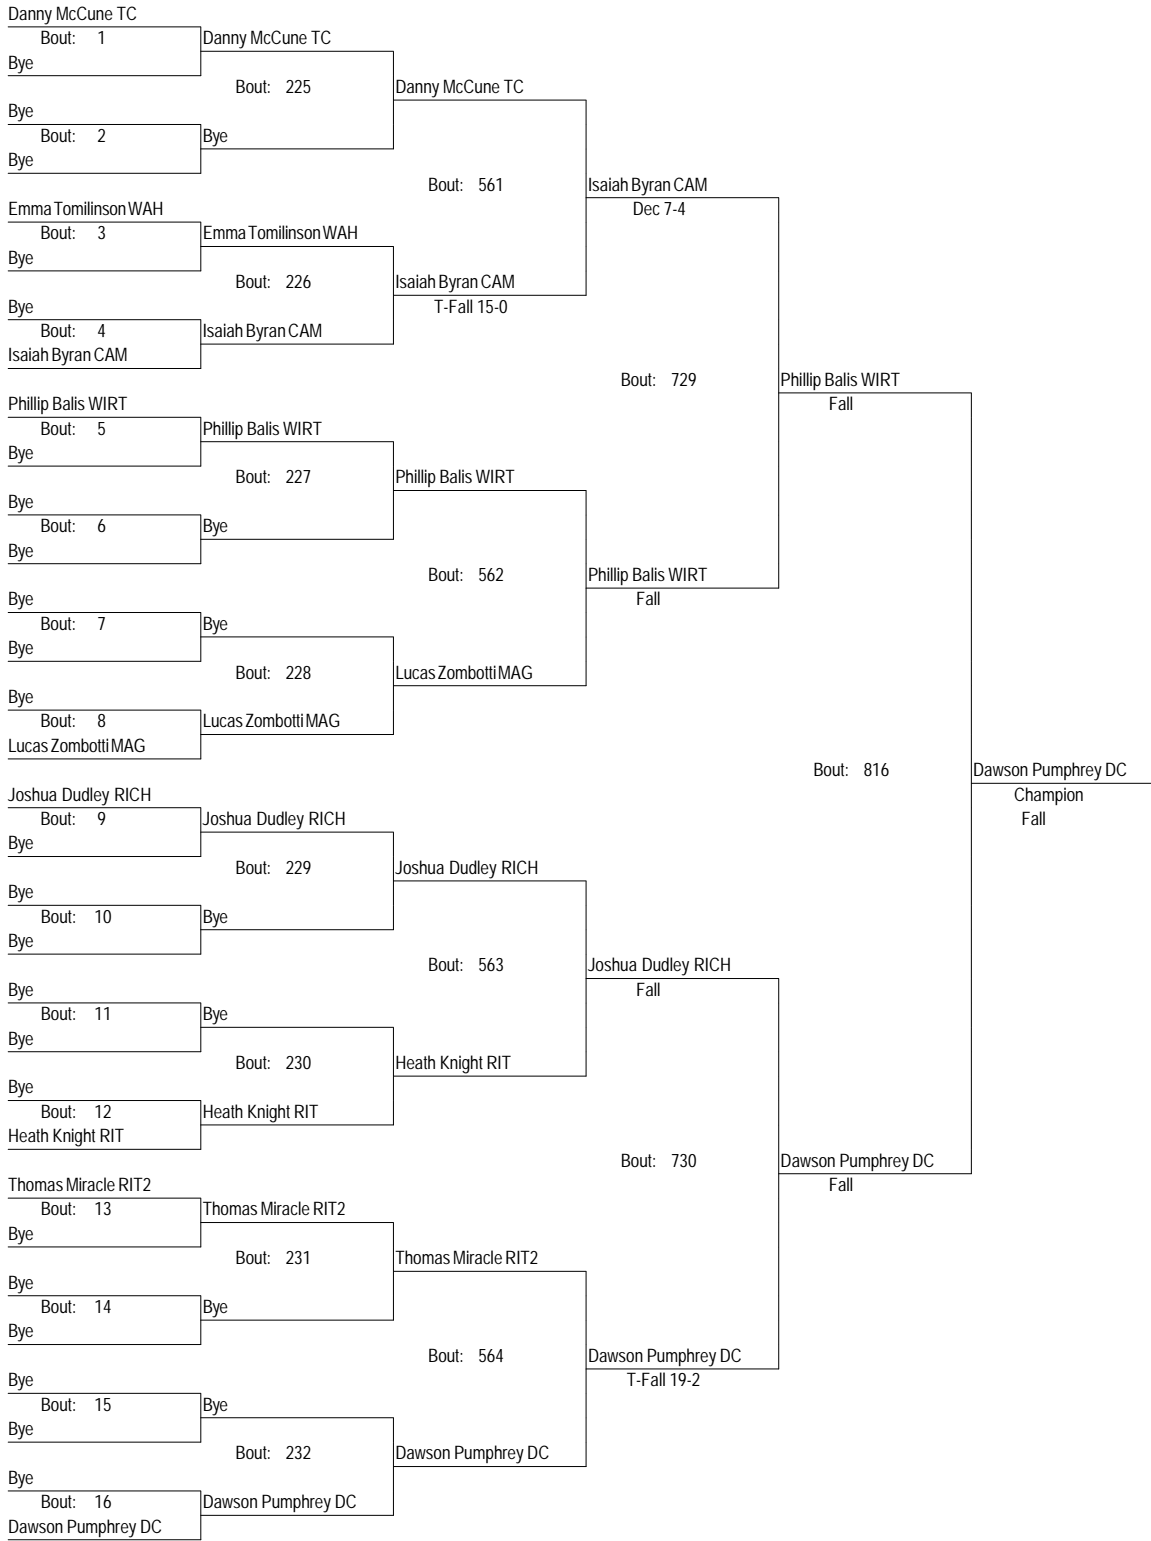 Danny McCune TC
Bout: 1 Danny McCune TC
Bye
Bout: 225 Danny McCune TC
Bye
Bout: 2 Bye
Bye
Bout: 561 Isaiah Byran CAM
Emma Tomilinson WAH Dec 7-4
Bout: 3 Emma Tomilinson WAH
Bye
Bout: 226 Isaiah Byran CAM
Bye T-Fall 15-0
Bout: 4 Isaiah Byran CAM
Isaiah Byran CAM
Bout: 729 Phillip Balis WIRT
Phillip Balis WIRT Fall
Bout: 5 Phillip Balis WIRT
Bye
Bout: 227 Phillip Balis WIRT
Bye
Bout: 6 Bye
Bye
Bout: 562 Phillip Balis WIRT
Bye Fall
Bout: 7 Bye
Bye
Bout: 228 Lucas Zombotti MAG
Bye
Bout: 8 Lucas Zombotti MAG
Lucas Zombotti MAG
Bout: 816 Dawson Pumphrey DC
Joshua Dudley RICH Champion
Bout: 9 Joshua Dudley RICH Fall
Bye
Bout: 229 Joshua Dudley RICH
Bye
Bout: 10 Bye
Bye
Bout: 563 Joshua Dudley RICH
Bye Fall
Bout: 11 Bye
Bye
Bout: 230 Heath Knight RIT
Bye
Bout: 12 Heath Knight RIT
Heath Knight RIT
Bout: 730 Dawson Pumphrey DC
Thomas Miracle RIT2 Fall
Bout: 13 Thomas Miracle RIT2
Bye
Bout: 231 Thomas Miracle RIT2
Bye
Bout: 14 Bye
Bye
Bout: 564 Dawson Pumphrey DC
Bye T-Fall 19-2
Bout: 15 Bye
Bye
Bout: 232 Dawson Pumphrey DC
Bye
Bout: 16 Dawson Pumphrey DC
Dawson Pumphrey DC